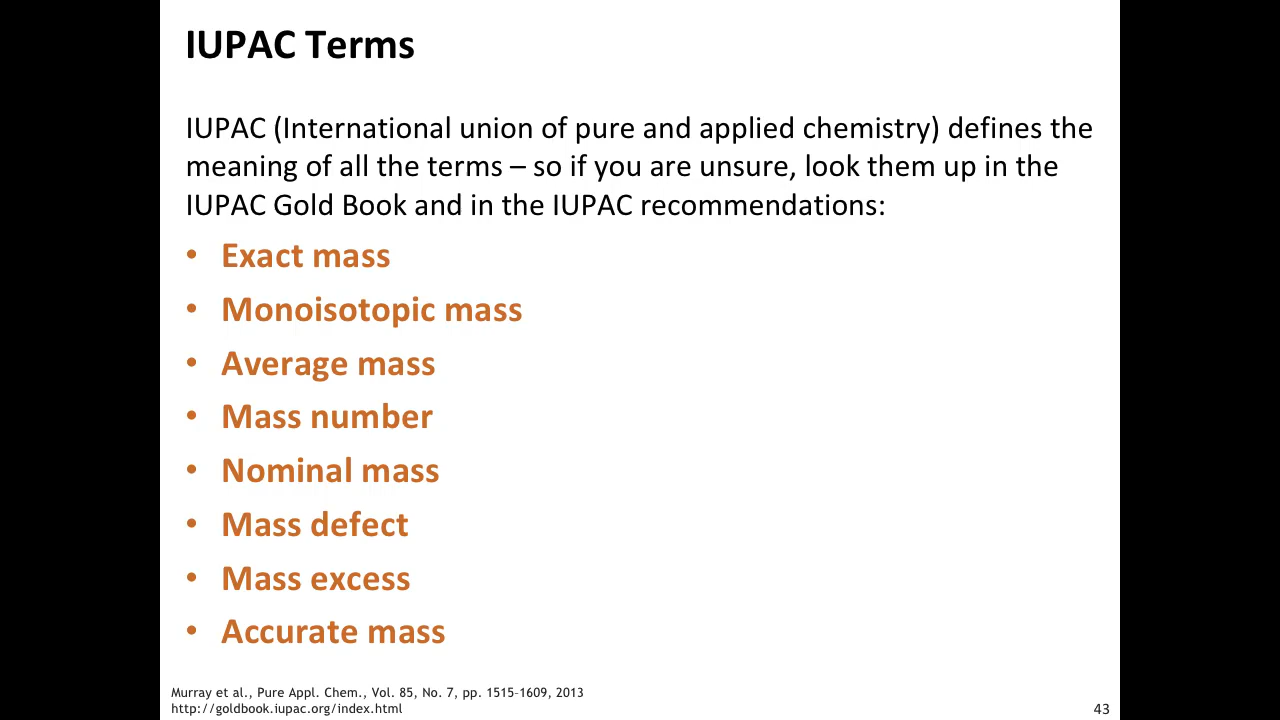 IUPAC Terms
IUPAC (International union of pure and applied chemistry) defines the
meaning of all the terms – so if you are unsure, look them up in the
IUPAC Gold Book and in the IUPAC recommendations:
• Exact mass
• Monoisotopic mass
• Average mass
• Mass number
• Nominal mass
• Mass defect
• Mass excess
• Accurate mass
Murray et al., Pure Appl. Chem., Vol. 85, No. 7, pp. 1515–1609, 2013
http://goldbook.iupac.org/index.html
43